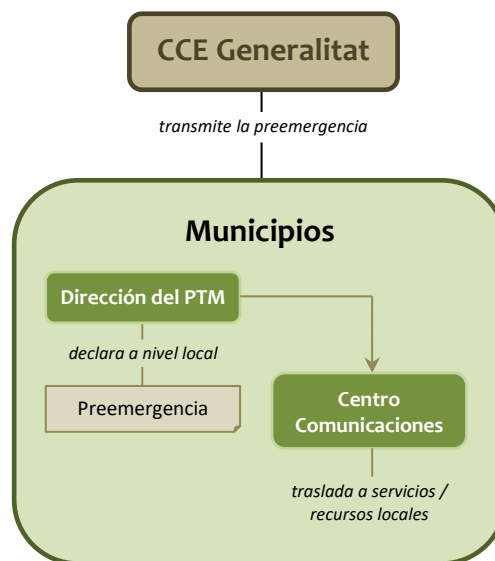 CCE Generalitat
transmite la preemergencia
Municipios
Dirección del PTM
declara a nivel local
Preemergencia
Centro
Comunicaciones
traslada a servicios /
recursos locales